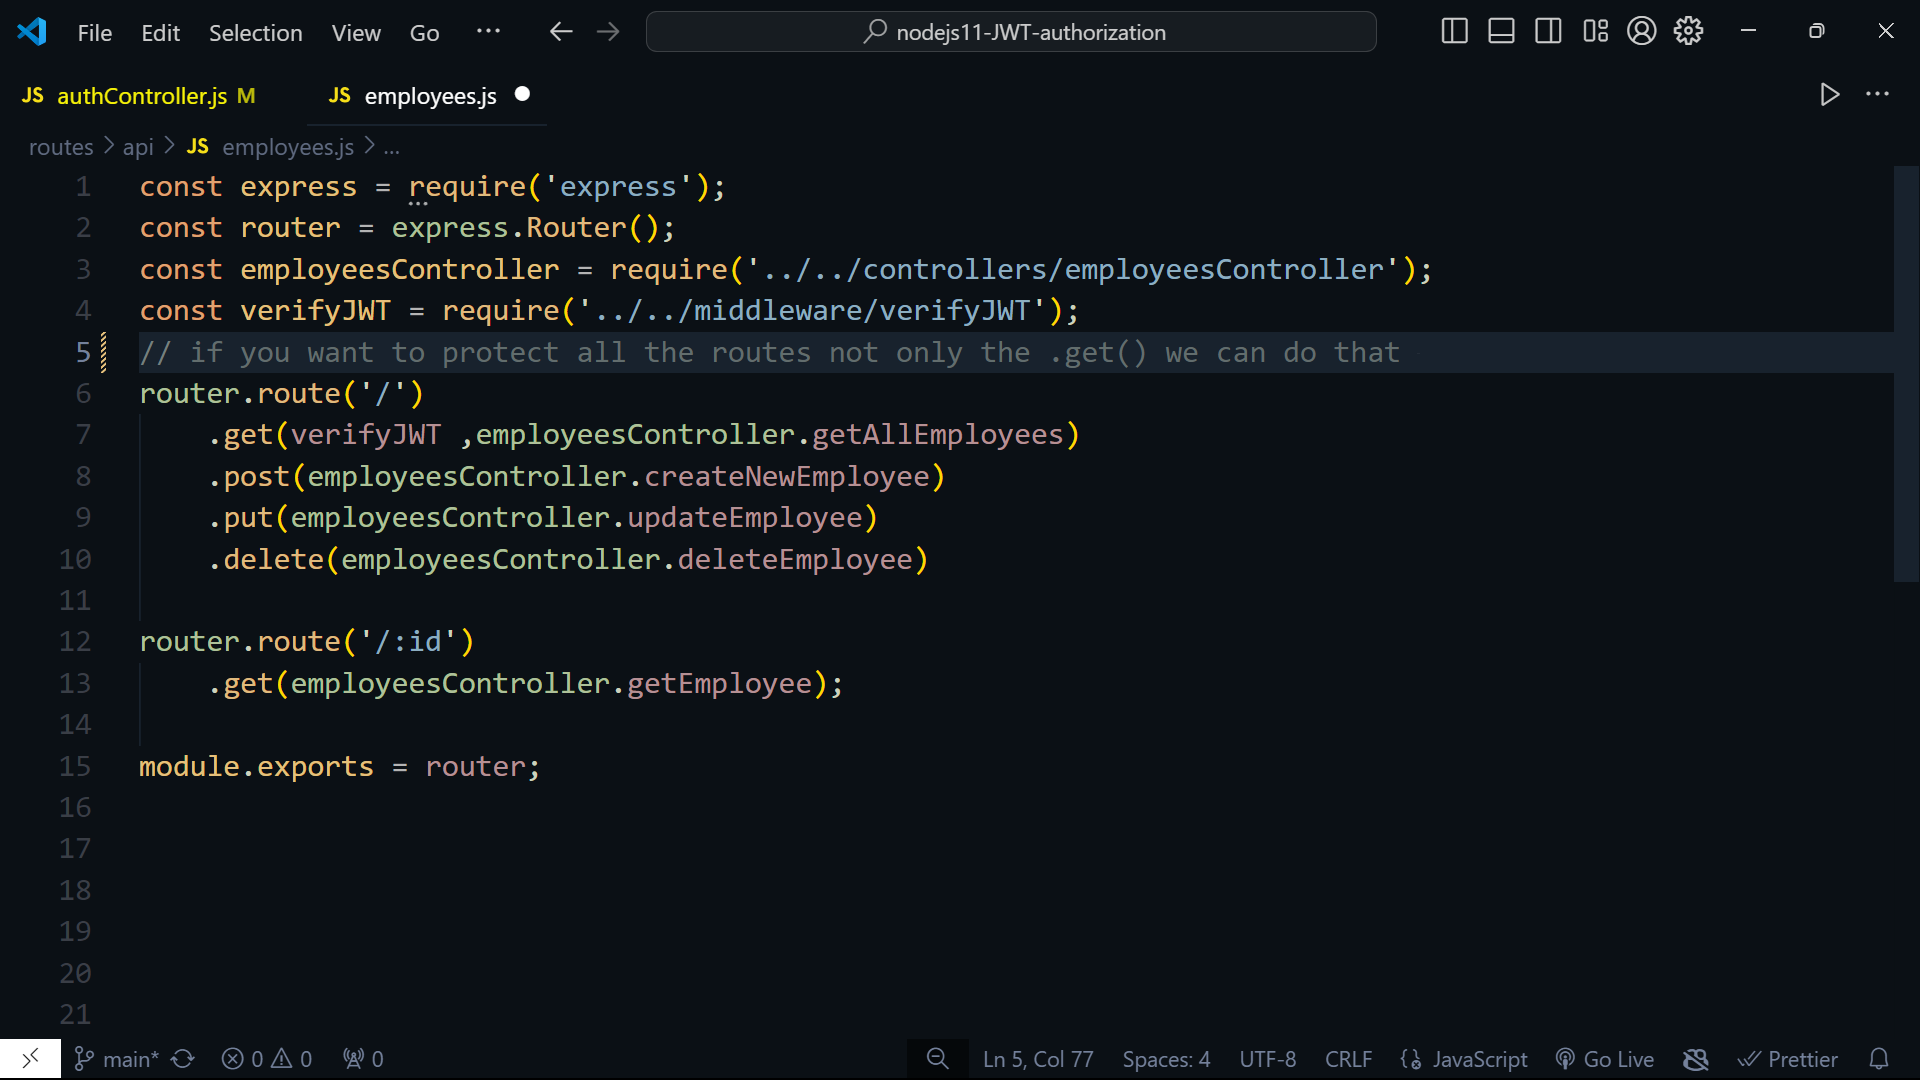 File Edit Selection View Go ··· nodejs11-JWT-authorization
JS authController.js M JS employees.js
routes > api > JS employees.js > ...
1 const express = require('express');
2 const router = express.Router();
3 const employeesController = require('../../controllers/employeesController');
4 const verifyJWT = require('../../middleware/verifyJWT');
5 // if you want to protect all the routes not only the .get() we can do that
6 router.route('/')
7     .get(verifyJWT ,employeesController.getAllEmployees)
8     .post(employeesController.createNewEmployee)
9     .put(employeesController.updateEmployee)
10     .delete(employeesController.deleteEmployee)
11
12 router.route('/:id')
13     .get(employeesController.getEmployee);
14
15 module.exports = router;
16
17
18
19
20
21
main* 0 0 0 Ln 5, Col 77 Spaces: 4 UTF-8 CRLF {} JavaScript Go Live Prettier